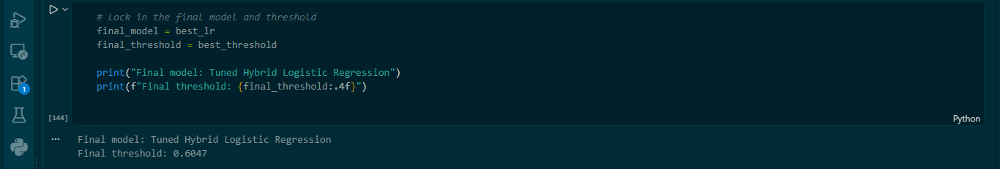 # Lock in the final model and threshold
final_model = best_lr
final_threshold = best_threshold
print("Final model: Tuned Hybrid Logistic Regression")
print(f"Final threshold: {final_threshold:.4f}")
1
[144]
Python
... Final model: Tuned Hybrid Logistic Regression
Final threshold: 0.6047